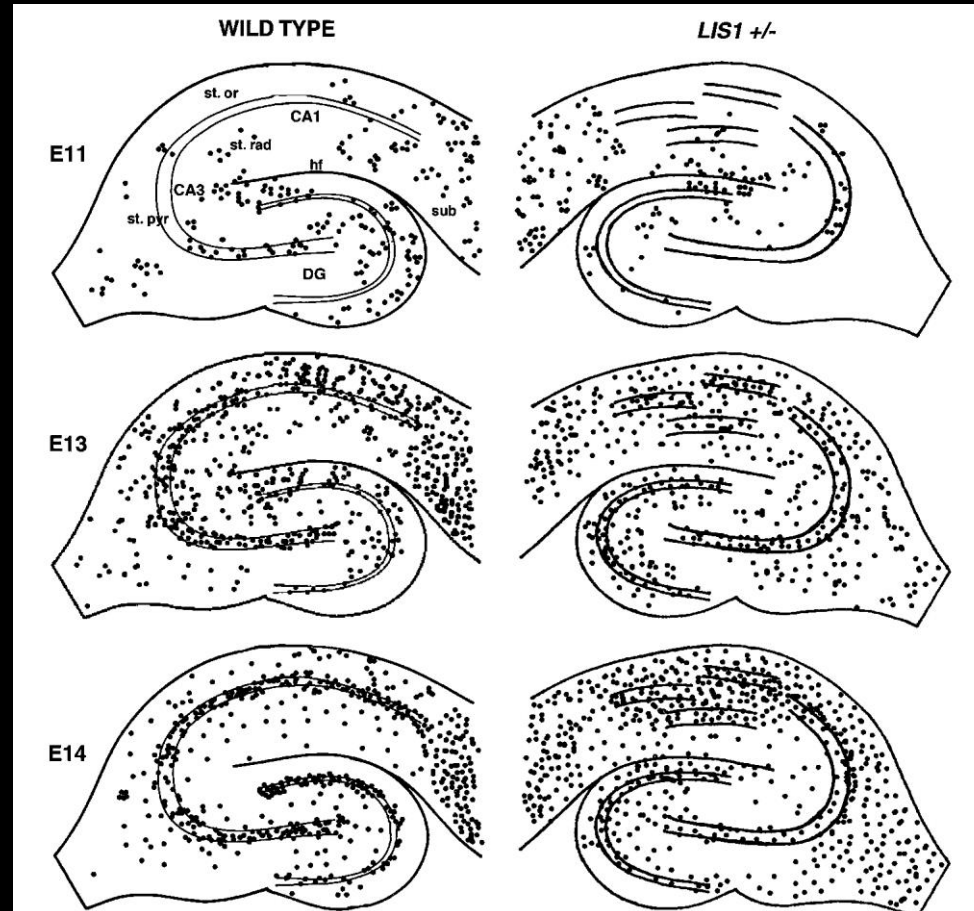 WILD TYPE
LIS1 +/-
E11
st. or
CA1
st. rad
hf
CA3
sub
st. pyr
DG
E13
E14